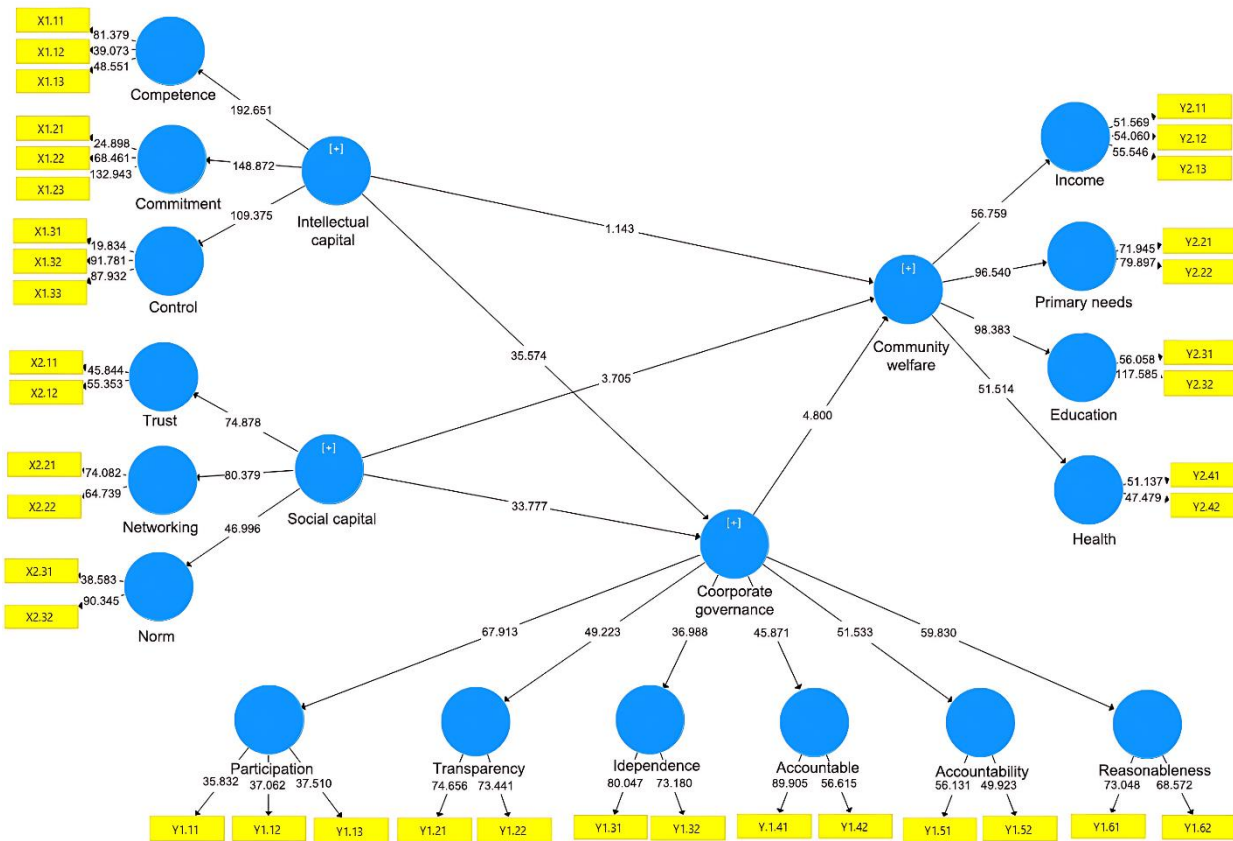 X1.11
81.379
X1.12
39.073
X1.13
48.551
Competence
192.651
X1.21
24.898
X1.22
68.461
X1.23
132.943
Commitment
148.872
X1.31
19.834
X1.32
91.781
X1.33
87.932
Control
109.375
[+]
Intellectual
capital
1.143
35.574
X2.11
45.844
X2.12
55.353
Trust
74.878
X2.21
74.082
X2.22
64.739
Networking
80.379
X2.31
38.583
X2.32
90.345
Norm
46.996
[+]
Social capital
3.705
33.777
[+]
Community
welfare
4.800
56.759
Income
51.569
Y2.11
54.060
Y2.12
55.546
Y2.13
96.540
Primary needs
71.945
Y2.21
79.897
Y2.22
98.383
Education
56.058
Y2.31
117.585
Y2.32
51.514
Health
51.137
Y2.41
47.479
Y2.42
[+]
Coorporate
governance
67.913
49.223
36.988
45.871
51.533
59.830
Participation
35.832
37.062
37.510
Y1.11
Y1.12
Y1.13
Transparency
74.656
73.441
Y1.21
Y1.22
Idependence
80.047
73.180
Y1.31
Y1.32
Accountable
89.905
56.615
Y.1.41
Y1.42
Accountability
56.131
49.923
Y1.51
Y1.52
Reasonableness
73.048
68.572
Y1.61
Y1.62